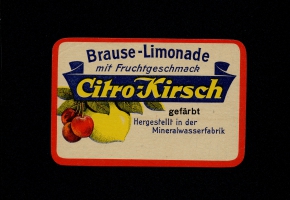 Brause-Limonade
mit Fruchtgeschmack
Citro-Kirsch
gefärbt
Hergestellt in der
Mineralwasserfabrik